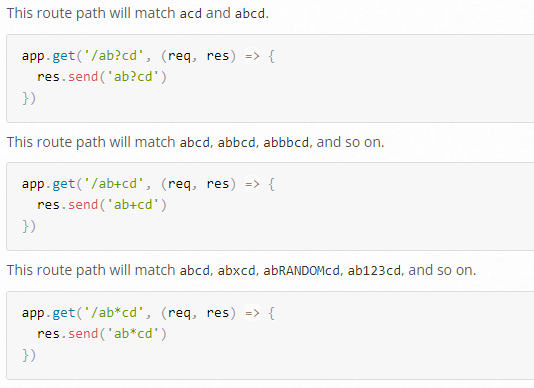 This route path will match acd and abcd.
app.get('/ab?cd', (req, res) => {
  res.send('ab?cd')
})
This route path will match abcd, abbcd, abbbcd, and so on.
app.get('/ab+cd', (req, res) => {
  res.send('ab+cd')
})
This route path will match abcd, abxcd, abRANDOMcd, ab123cd, and so on.
app.get('/ab*cd', (req, res) => {
  res.send('ab*cd')
})